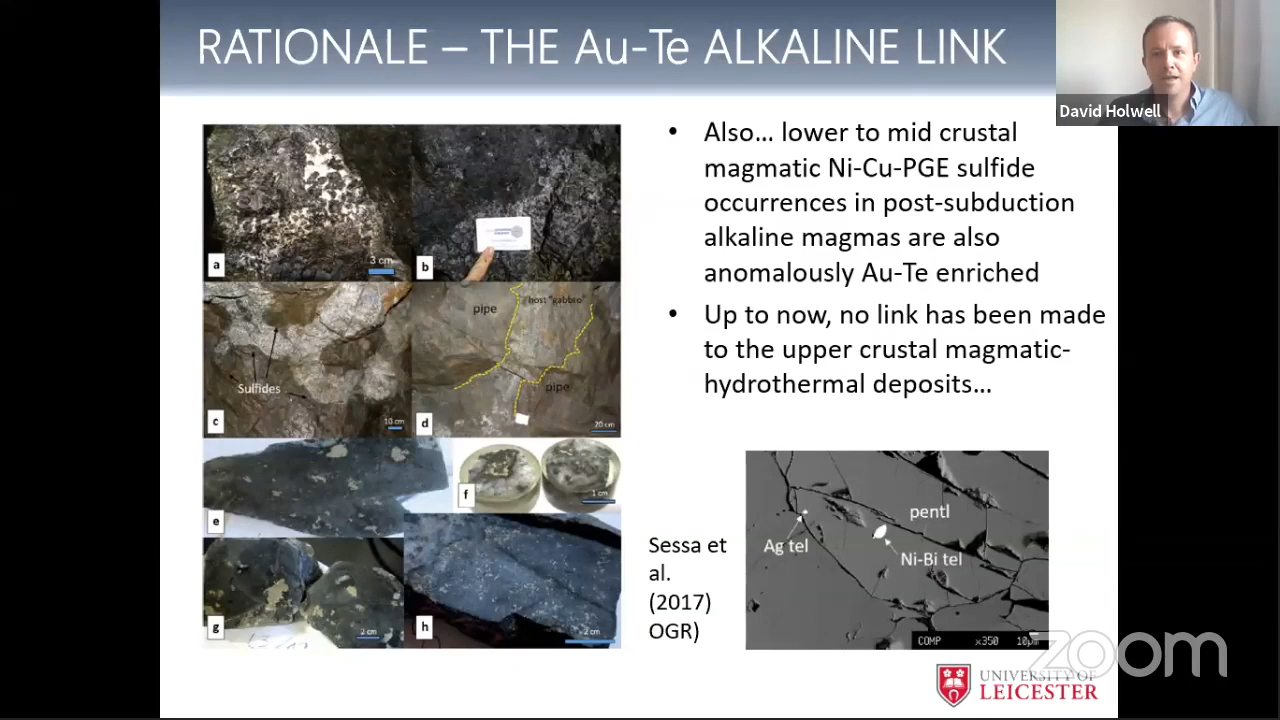 RATIONALE – THE Au-Te ALKALINE LINK
David Holwell
• Also… lower to mid crustal
magmatic Ni-Cu-PGE sulfide
occurrences in post-subduction
alkaline magmas are also
anomalously Au-Te enriched
• Up to now, no link has been made
to the upper crustal magmatic-
hydrothermal deposits…
a
3 cm
b
Sulfides
c
10 cm
pipe
host "gabbro"
pipe
d
20 cm
e
f
1 cm
g
2 cm
h
2 cm
Sessa et
al.
(2017)
OGR)
pentl
Ag tel
Ni-Bi tel
COMP x350 10µm
zoom
UNIVERSITY OF
LEICESTER